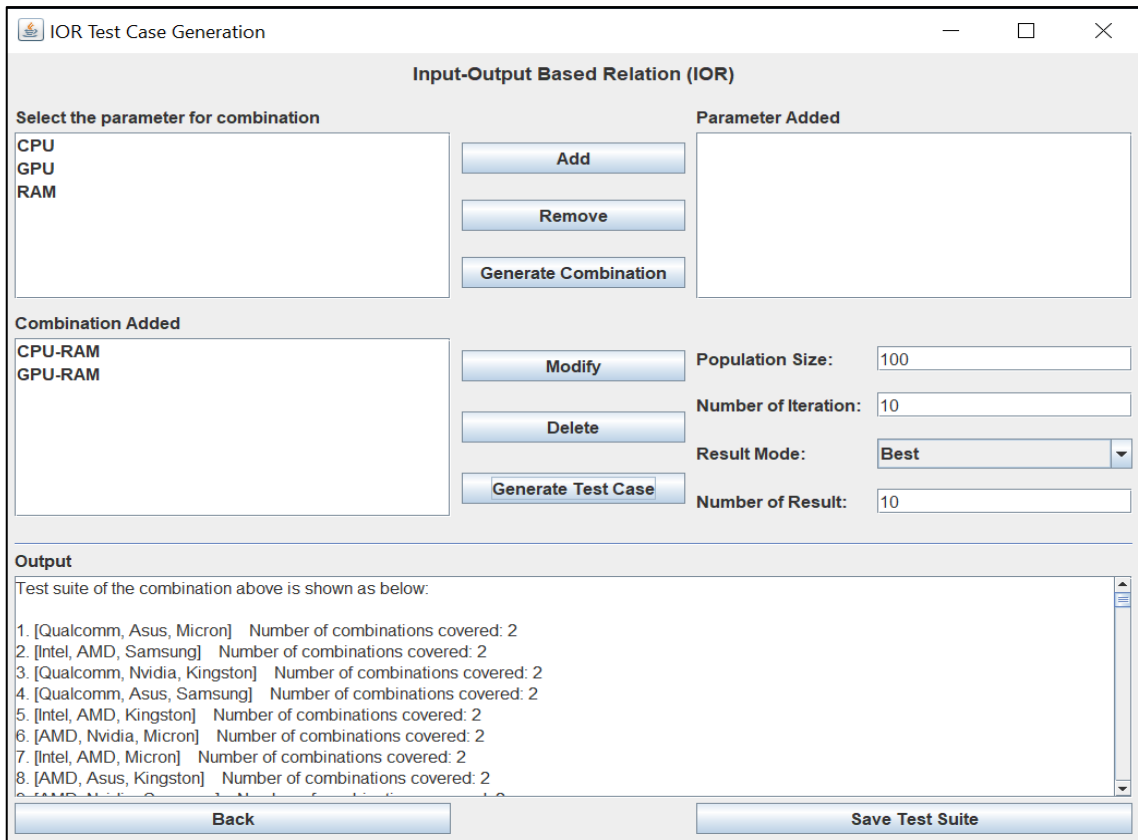 IOR Test Case Generation
Input-Output Based Relation (IOR)
Select the parameter for combination
CPU
GPU
RAM
Add
Remove
Generate Combination
Parameter Added
Combination Added
CPU-RAM
GPU-RAM
Modify
Delete
Generate Test Case
Population Size: 100
Number of Iteration: 10
Result Mode: Best
Number of Result: 10
Output
Test suite of the combination above is shown as below:
1. [Qualcomm, Asus, Micron] Number of combinations covered: 2
2. [Intel, AMD, Samsung] Number of combinations covered: 2
3. [Qualcomm, Nvidia, Kingston] Number of combinations covered: 2
4. [Qualcomm, Asus, Samsung] Number of combinations covered: 2
5. [Intel, AMD, Kingston] Number of combinations covered: 2
6. [AMD, Nvidia, Micron] Number of combinations covered: 2
7. [Intel, AMD, Micron] Number of combinations covered: 2
8. [AMD, Asus, Kingston] Number of combinations covered: 2
Back
Save Test Suite